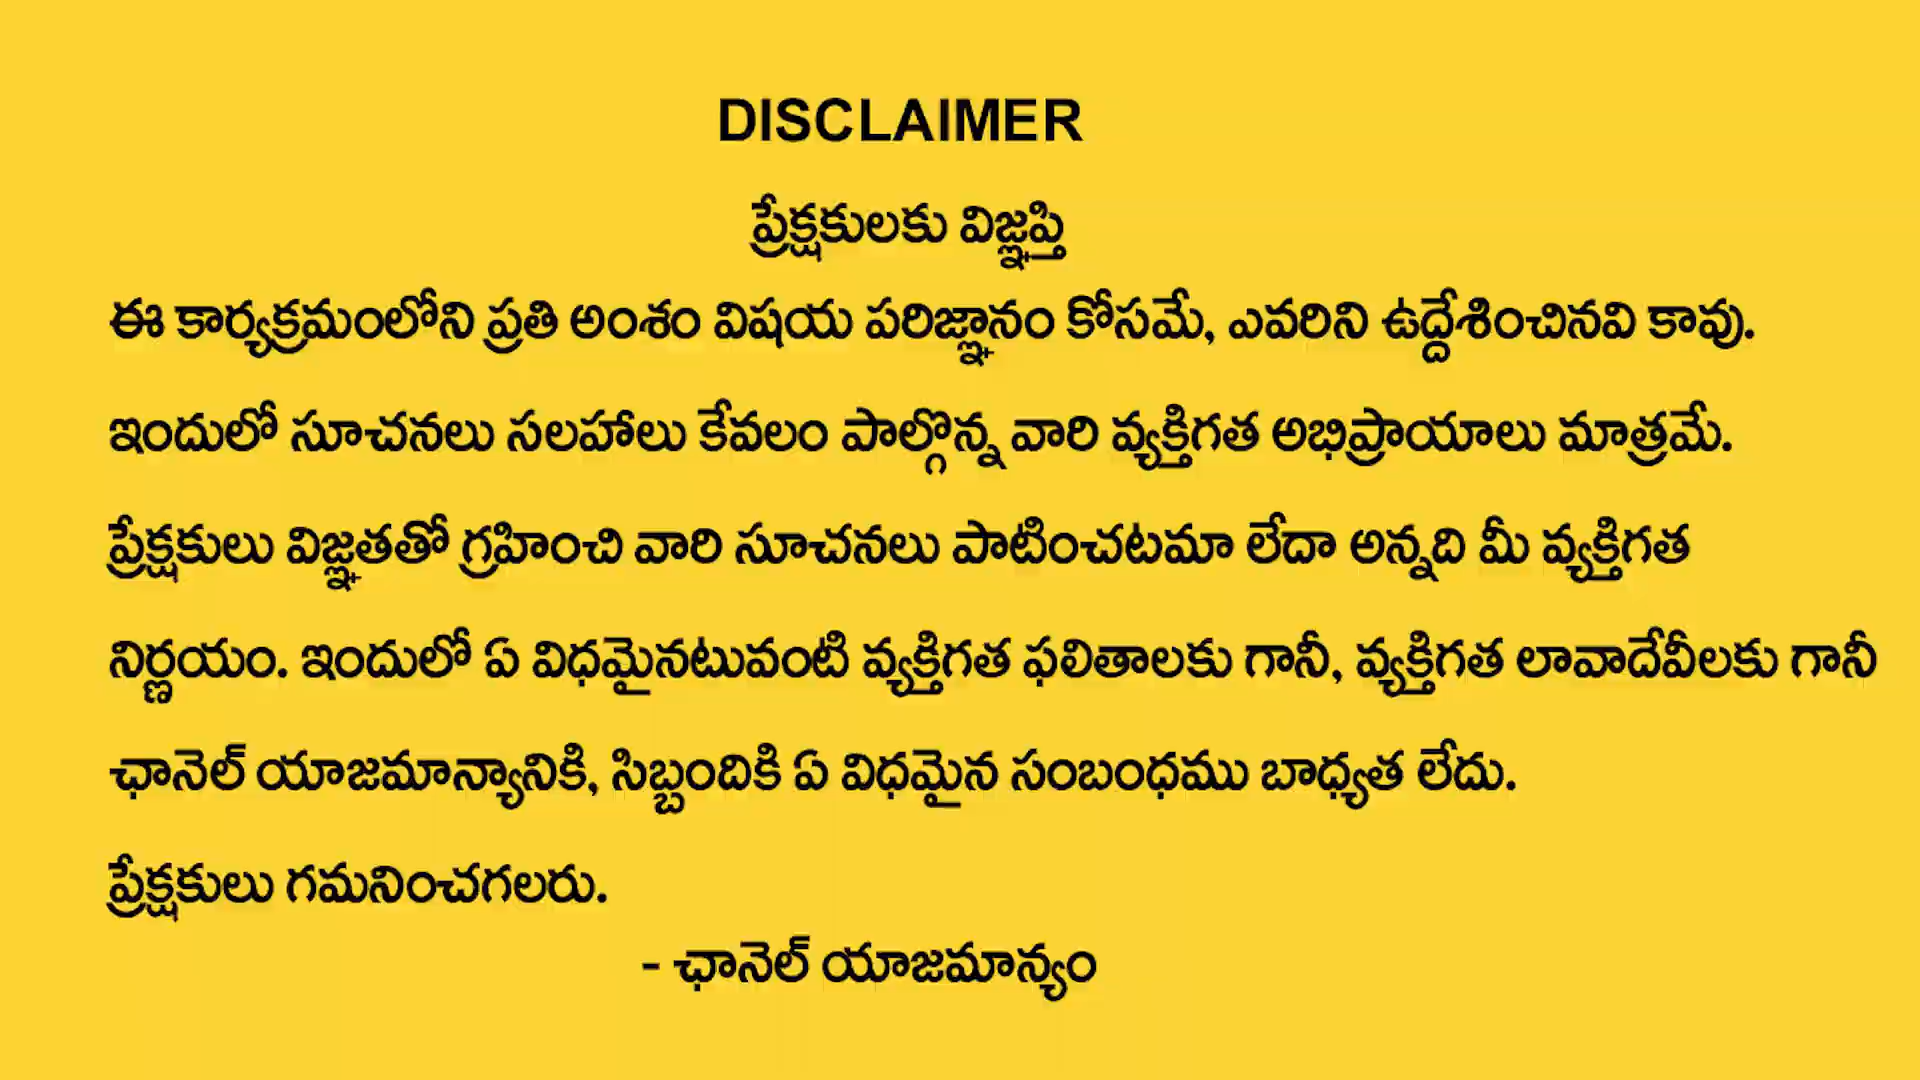 DISCLAIMER
ప్రేక్షకులకు విజ్ఞప్తి
ఈ కార్యక్రమంలోని ప్రతి అంశం విషయ పరిజ్ఞానం కోసమే, ఎవరిని ఉద్దేశించినవి కావు.
ఇందులో సూచనలు సలహాలు కేవలం పాల్గొన్న వారి వ్యక్తిగత అభిప్రాయాలు మాత్రమే.
ప్రేక్షకులు విజ్ఞతతో గ్రహించి వారి సూచనలు పాటించటమా లేదా అన్నది మీ వ్యక్తిగత
నిర్ణయం. ఇందులో ఏ విధమైనటువంటి వ్యక్తిగత ఫలితాలకు గానీ, వ్యక్తిగత లావాదేవీలకు గానీ
ఛానెల్ యాజమాన్యానికి, సిబ్బందికి ఏ విధమైన సంబంధము బాధ్యత లేదు.
ప్రేక్షకులు గమనించగలరు.
- ఛానెల్ యాజమాన్యం